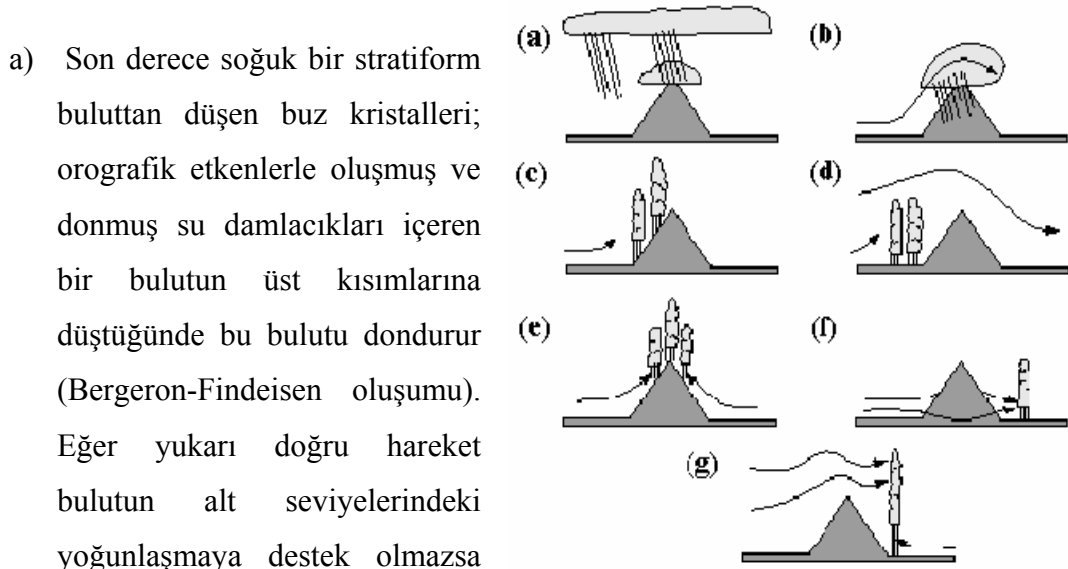 a) Son derece soğuk bir stratiform
buluttan düşen buz kristalleri;
orografik etkenlerle oluşmuş ve
donmuş su damlacıkları içeren
bir bulutun üst kısımlarına
düştüğünde bu bulutu dondurur
(Bergeron-Findeisen oluşumu).
Eğer yukarı doğru hareket
bulutun alt seviyelerindeki
yoğunlaşmaya destek olmazsa
(a)
(b)
(c)
(d)
(e)
(f)
(g)